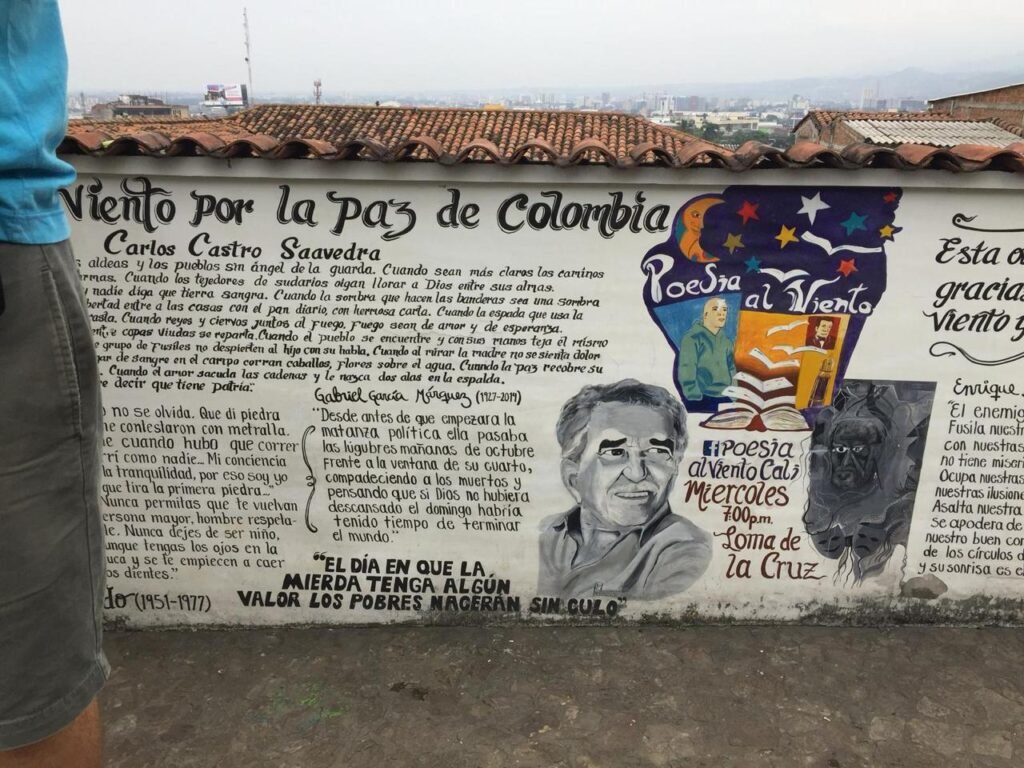 Viento por la paz de Colombia
Carlos Castro Saavedra
aldeas y los pueblos sin ángel de la guarda. Cuando sean más claros los caminos
Cuando los tejedores de sudarios oigan llorar a Dios entre sus almas.
y nadie diga que tierra sangra. Cuando la sombra que hacen las banderas sea una sombra
entre a las casas con el pan diario, con hermosa carta. Cuando la espada que usa la
Cuando reyes y ciervos juntos al fuego, fuego sean de amor y de esperanza.
copas viudas se reparta. Cuando el pueblo se encuentre y con sus manos teja él mismo
grupo de fusiles no despierten al hijo con su habla. Cuando al mirar la madre no se sienta dolor
de sangre en el campo corran caballos, flores sobre el agua. Cuando la paz recobre su
Cuando el amor sacuda las cadenas y le nazca dos alas en la espalda.
decir que tiene patria."
no se olvida. Que di piedra
me contestaron con metralla.
cuando hubo que correr
como nadie... Mi conciencia
la tranquilidad, por eso soy yo
que tira la primera piedra..."
Nunca permitas que te vuelvan
persona mayor, hombre respeta-
Nunca dejes de ser niño,
aunque tengas los ojos en la
y se te empiecen a caer
dientes."
(1951-1977)
Gabriel García Márquez (1927-2014)
"Desde antes de que empezara la
matanza política ella pasaba
las lúgubres mañanas de octubre
frente a la ventana de su cuarto,
compadeciendo a los muertos y
pensando que si Dios no hubiera
descansado el domingo habría
tenido tiempo de terminar
el mundo."
"EL DÍA EN QUE LA
MIERDA TENGA ALGÚN
VALOR LOS POBRES NACERÁN SIN CULO"
Poesía
al Viento
f Poesía
al Viento Cali
Miercoles
7:00 p.m.
Loma de
la Cruz
Esta
gracias
Viento y
Enrique
"El enemigo
Fusila nuestr
con nuestras
no tiene miseri
Ocupa nuestras
nuestras ilusione
Asalta nuestro
se apodera de
nuestro buen con
de los círculos d
y su sonrisa es